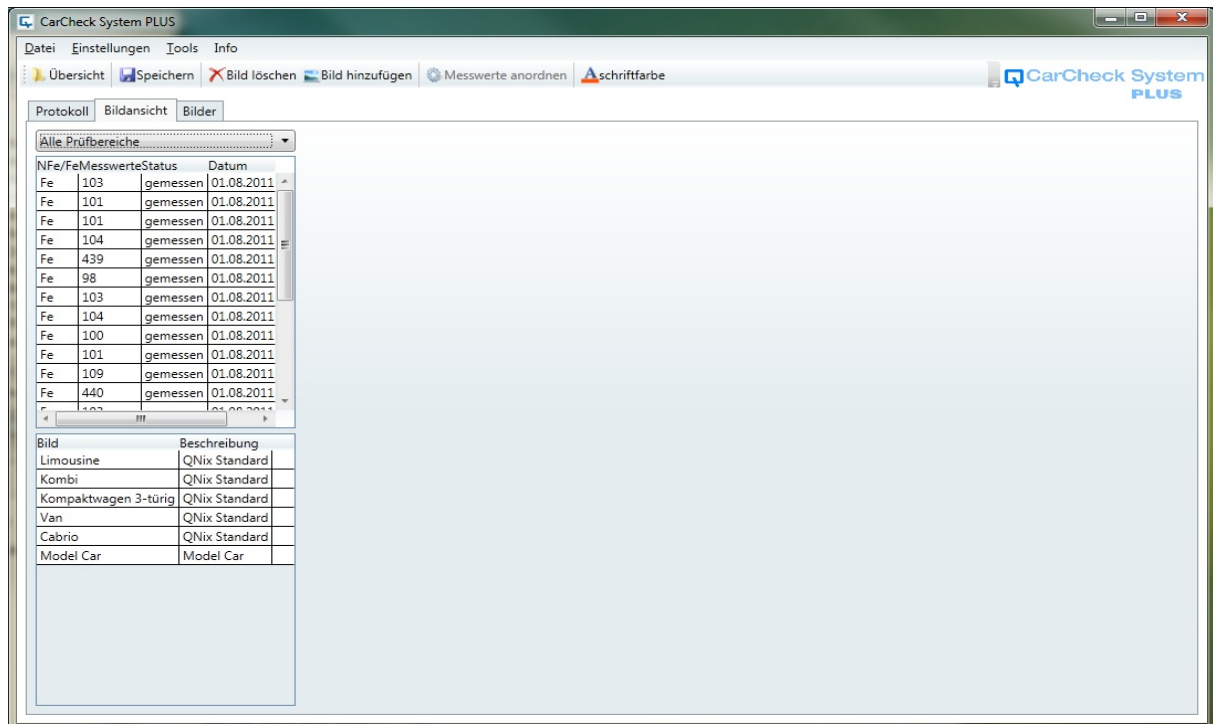 CarCheck System PLUS
Datei Einstellungen Tools Info
Übersicht Speichern Bild löschen Bild hinzufügen Messwerte anordnen Aschriftfarbe
CarCheck System
PLUS
Protokoll Bildansicht Bilder
Alle Prüfbereiche
NFe/FeMesswerteStatus Datum
Fe 103 gemessen 01.08.2011
Fe 101 gemessen 01.08.2011
Fe 101 gemessen 01.08.2011
Fe 104 gemessen 01.08.2011
Fe 439 gemessen 01.08.2011
Fe 98 gemessen 01.08.2011
Fe 103 gemessen 01.08.2011
Fe 104 gemessen 01.08.2011
Fe 100 gemessen 01.08.2011
Fe 101 gemessen 01.08.2011
Fe 109 gemessen 01.08.2011
Fe 440 gemessen 01.08.2011
Bild Beschreibung
Limousine QNix Standard
Kombi QNix Standard
Kompaktwagen 3-türig QNix Standard
Van QNix Standard
Cabrio QNix Standard
Model Car Model Car